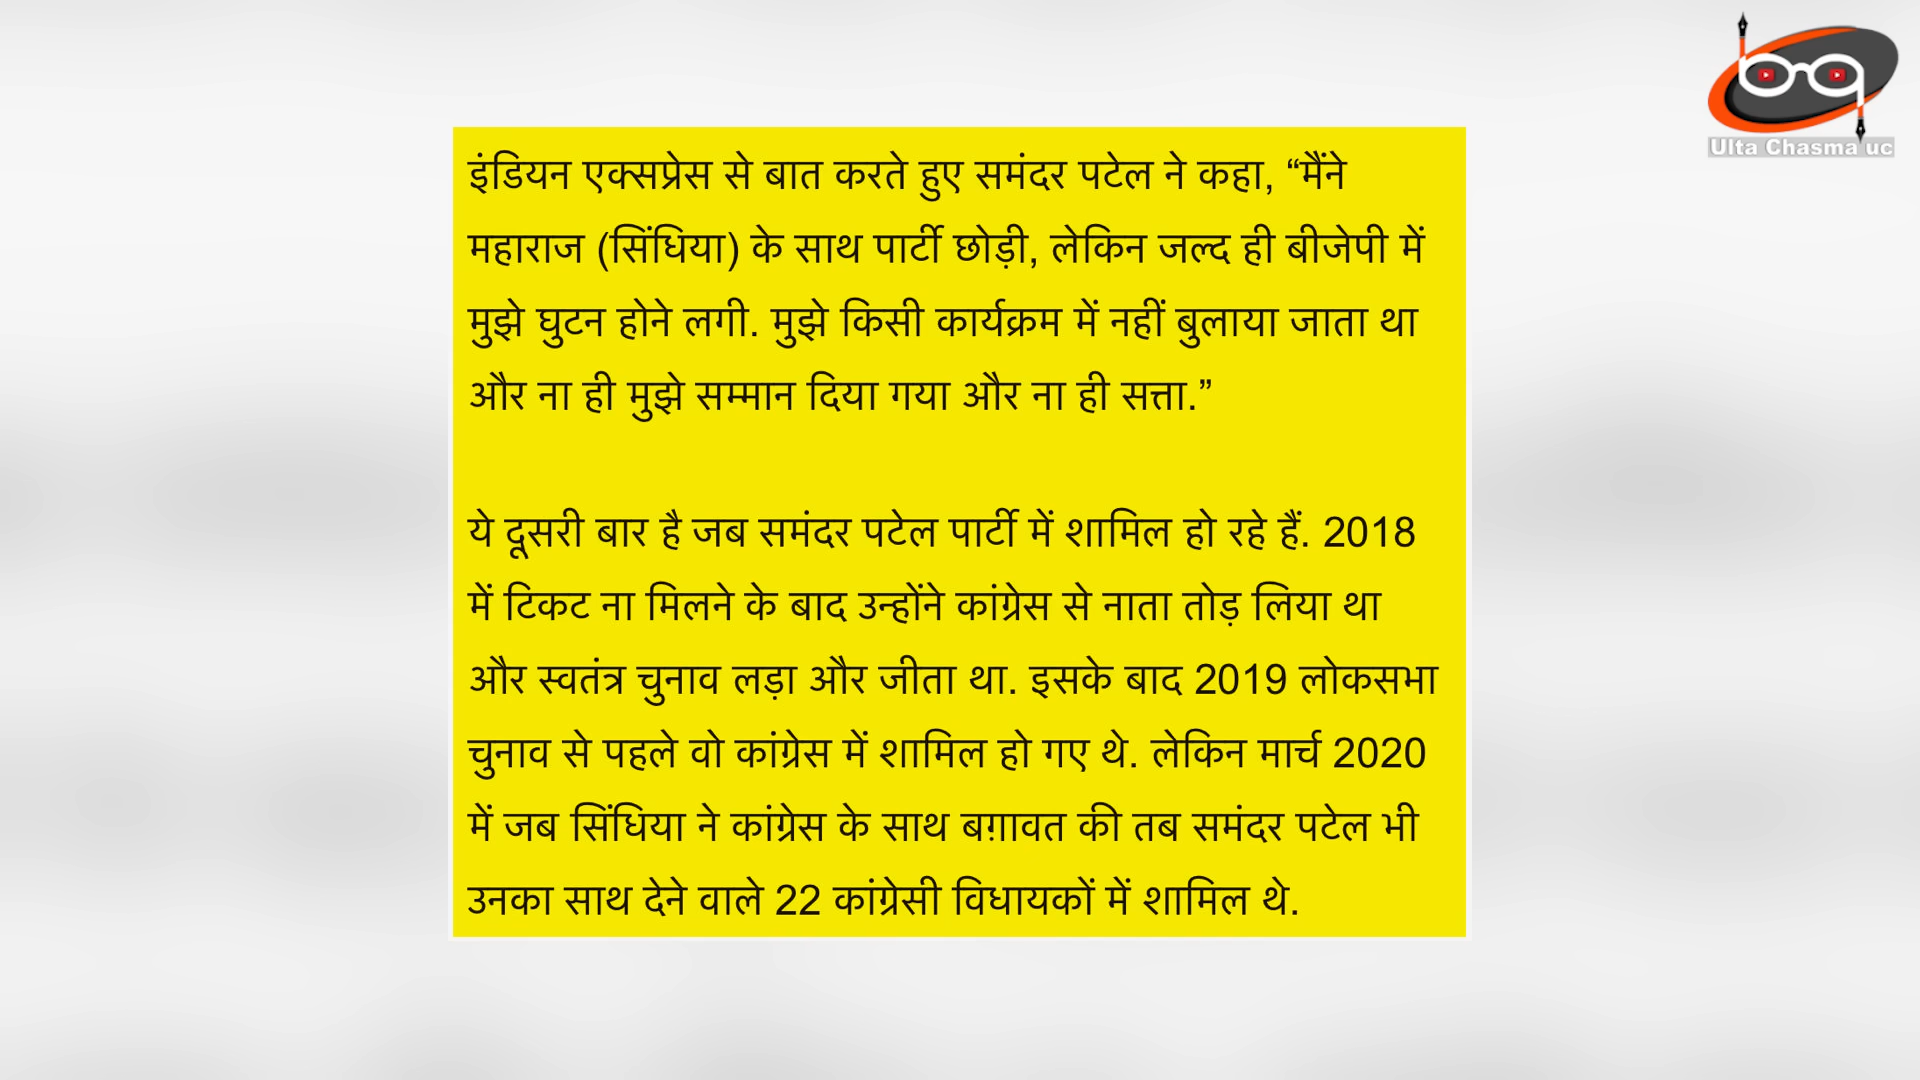 Ulta Chasma uc
इंडियन एक्सप्रेस से बात करते हुए समंदर पटेल ने कहा, “मैंने
महाराज (सिंधिया) के साथ पार्टी छोड़ी, लेकिन जल्द ही बीजेपी में
मुझे घुटन होने लगी. मुझे किसी कार्यक्रम में नहीं बुलाया जाता था
और ना ही मुझे सम्मान दिया गया और ना ही सत्ता.”
ये दूसरी बार है जब समंदर पटेल पार्टी में शामिल हो रहे हैं. 2018
में टिकट ना मिलने के बाद उन्होंने कांग्रेस से नाता तोड़ लिया था
और स्वतंत्र चुनाव लड़ा और जीता था. इसके बाद 2019 लोकसभा
चुनाव से पहले वो कांग्रेस में शामिल हो गए थे. लेकिन मार्च 2020
में जब सिंधिया ने कांग्रेस के साथ बग़ावत की तब समंदर पटेल भी
उनका साथ देने वाले 22 कांग्रेसी विधायकों में शामिल थे.